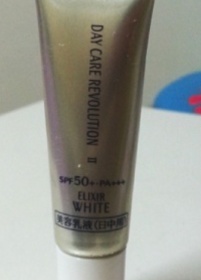 DAY CARE REVOLUTION II
SPF50+・PA+++
ELIXIR
WHITE
美容乳液(日中用)